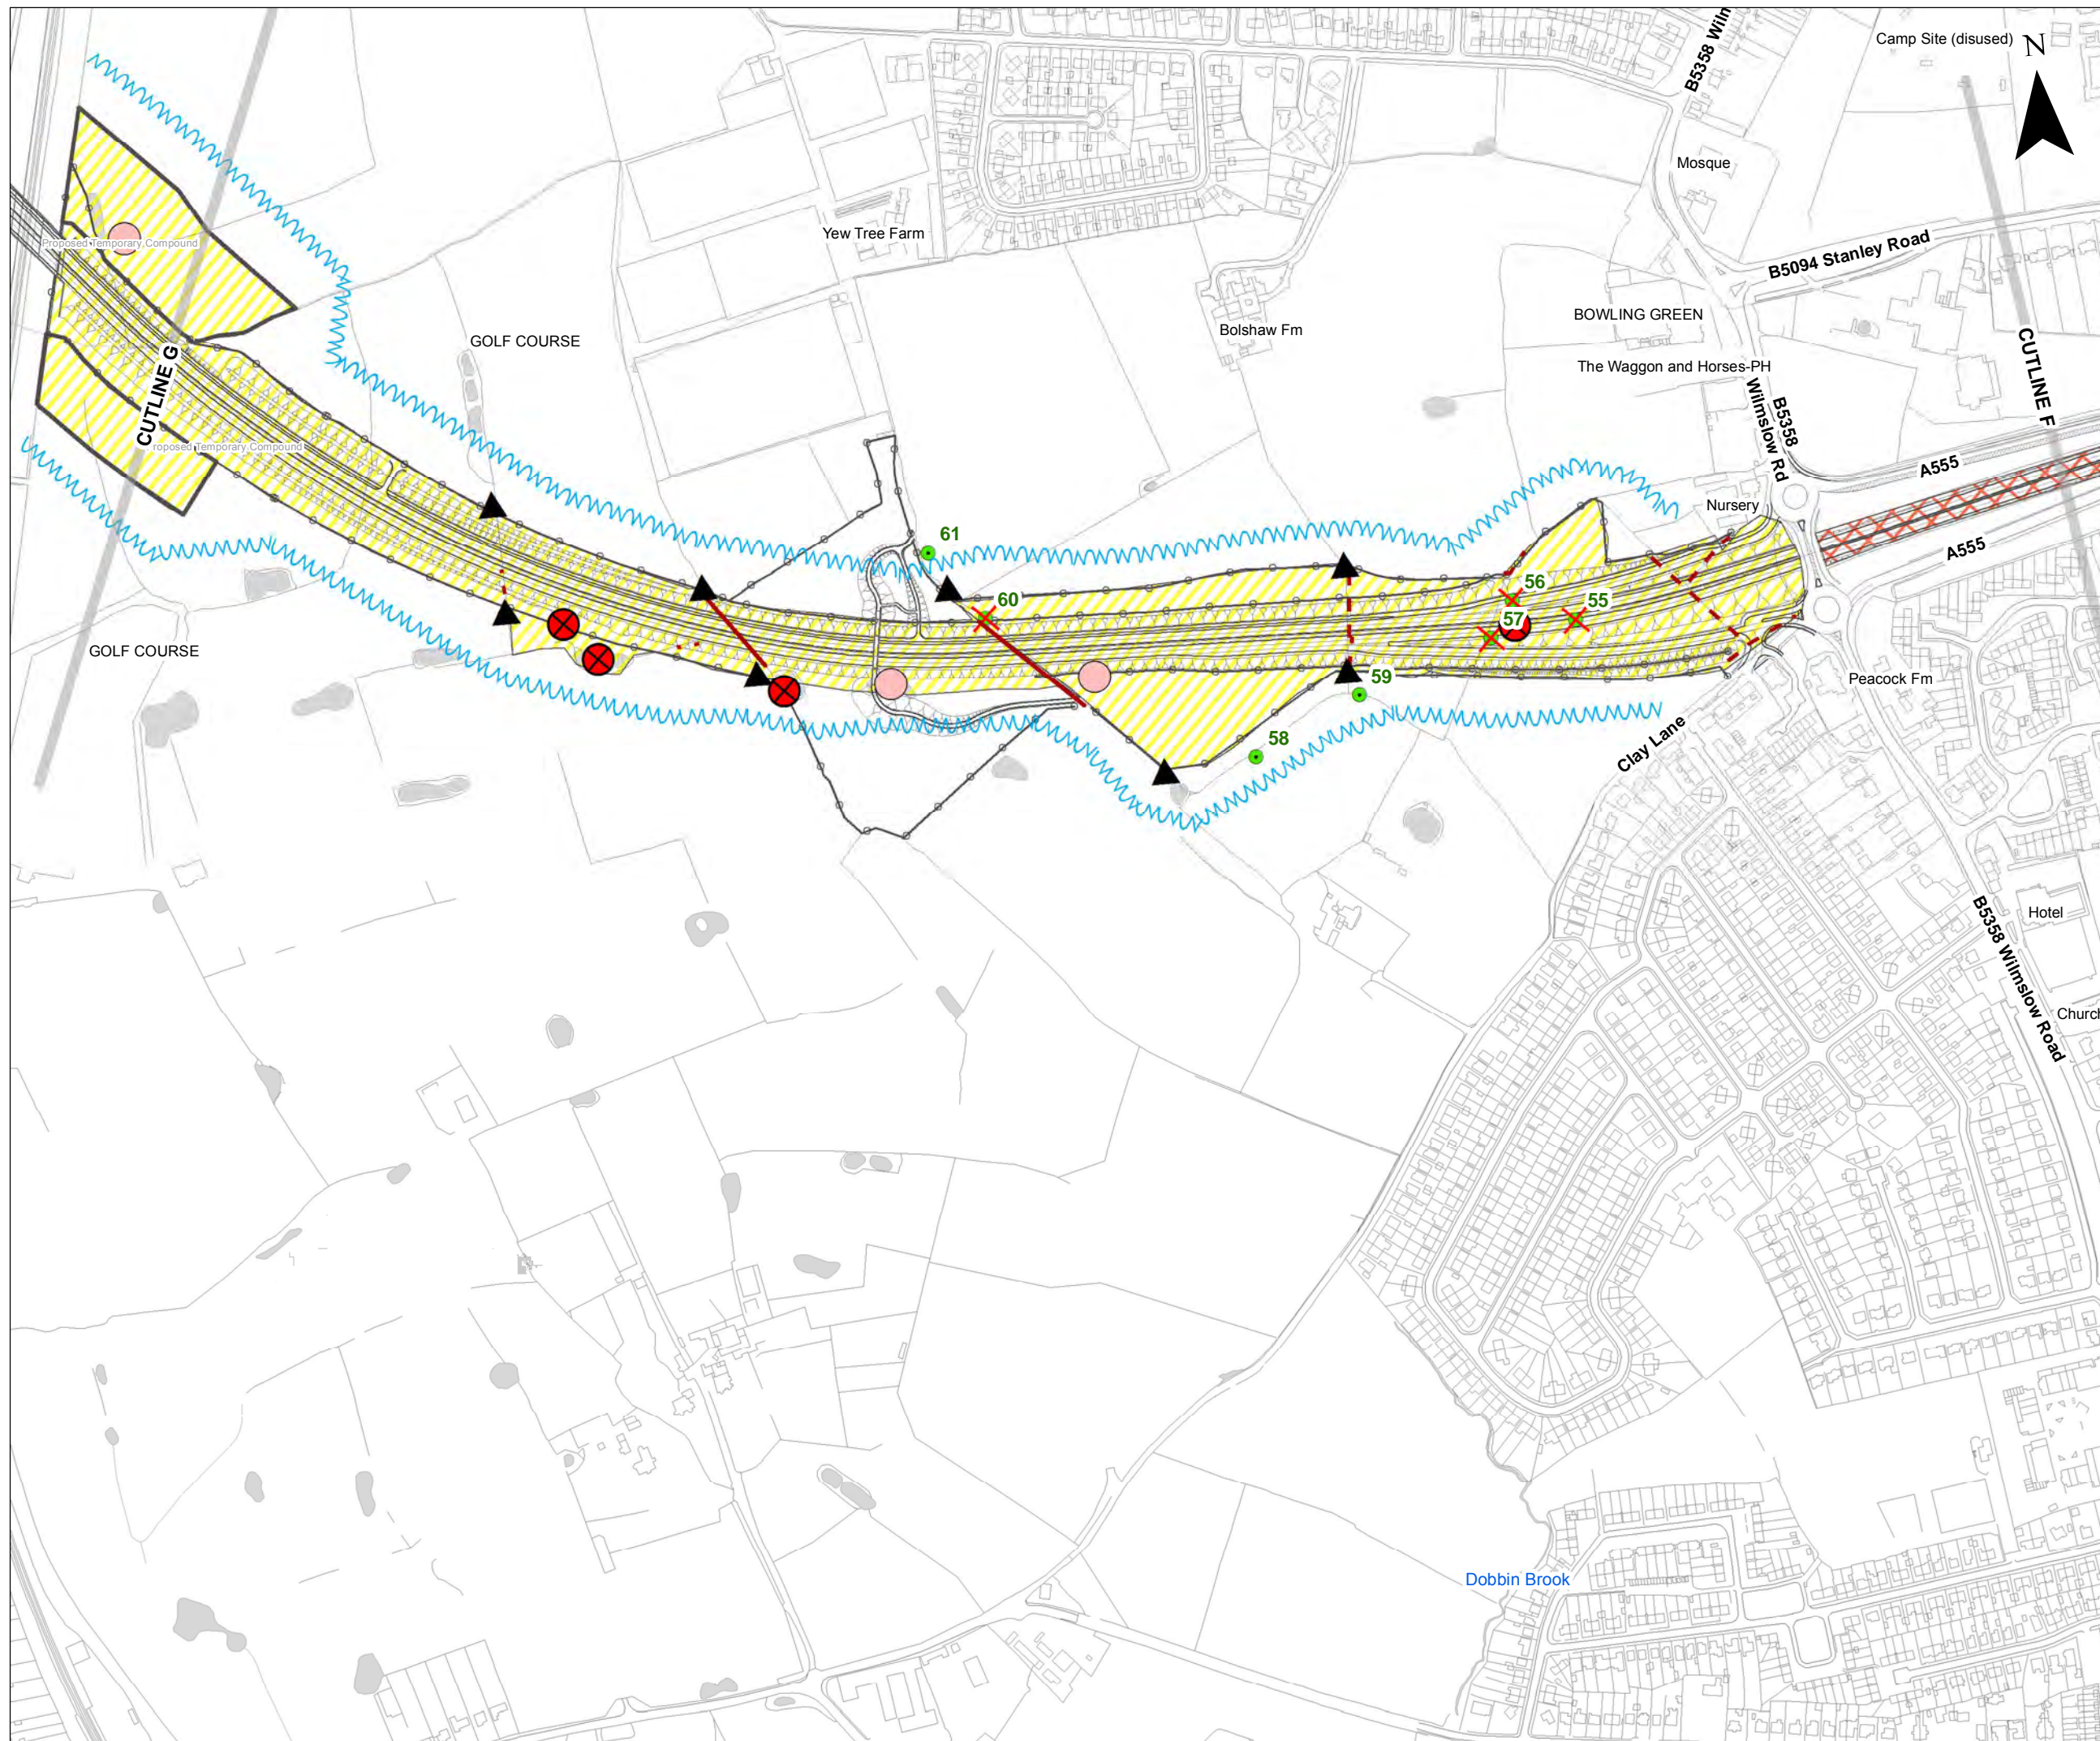 B5358 Wiln
Camp Site (disused)
N
Mosque
Yew Tree Farm
B5094 Stanley Road
Proposed Temporary Compound
BOWLING GREEN
Bolshaw Fm
GOLF COURSE
The Waggon and Horses-PH
CUTLINE F
CUTLINE G
B5358
Wilmslow Rd
roposed Temporary Compound
A555
Nursery
61
A555
56
60
55
57
GOLF COURSE
59
Peacock Fm
58
Clay Lane
Hotel
B5358 Wilmslow Road
Church
Dobbin Brook